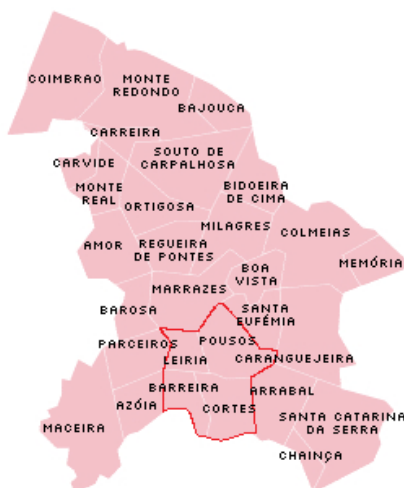 COIMBRAO
MONTE
REDONDO
BAJOUCA
CARREIRA
CARVIDE
SOUTO DE
CARPALHOSA
MONTE
REAL
ORTIGOSA
BIDOEIRA
DE CIMA
MILAGRES
COLMEIAS
AMOR
REGUEIRA
DE PONTES
MEMÓRIA
BOA
VISTA
MARRAZES
BAROSA
SANTA
EUFÉMIA
PARCEIROS
POUSOS
LEIRIA
CARANGUEJEIRA
BARREIRA
ARRABAL
AZÓIA
CORTES
SANTA CATARINA
DA SERRA
MACEIRA
CHAINÇA